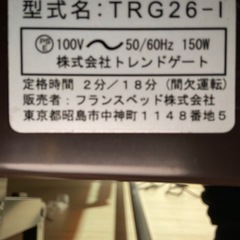 型式名:TRG26-I
PSE 100V～50/60Hz 150W
株式会社トレンドゲート
定格時間 2分/18分(間欠運転)
販売者:フランスベッド株式会社
東京都昭島市中神町1148番地5